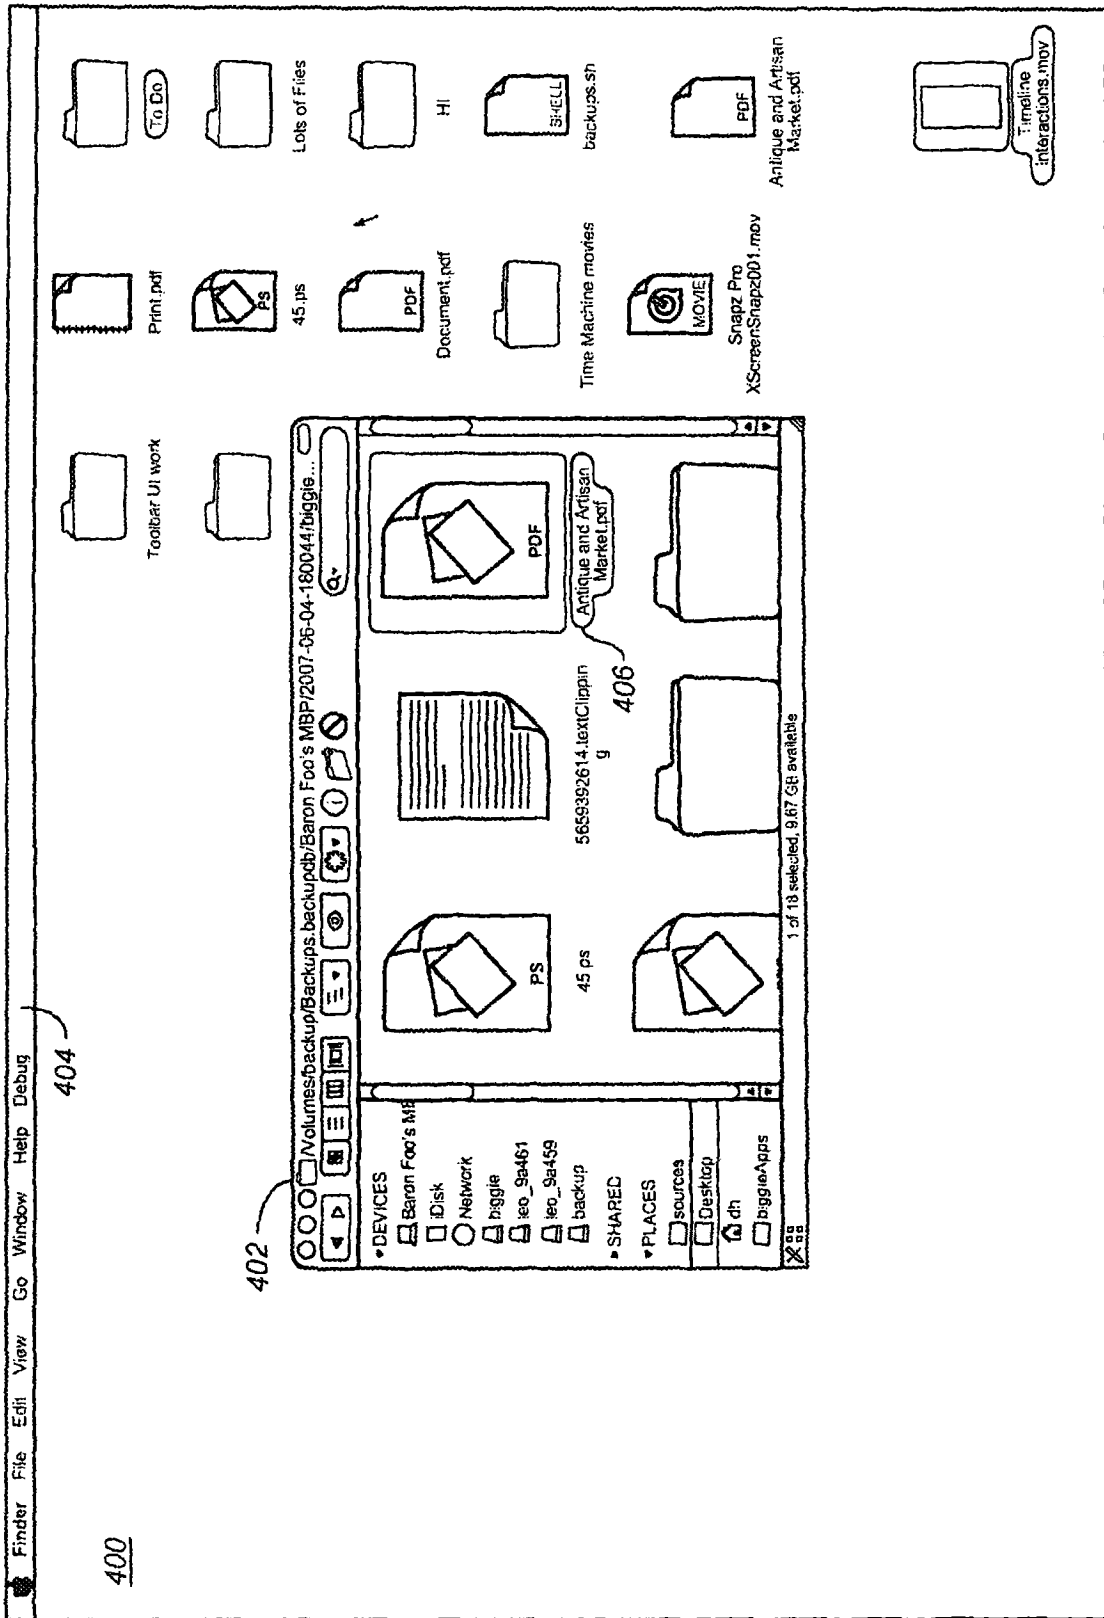 Finder File Edit View Go Window Help Debug
400
404
402
/Volumes/backup/Backups.backupdb/Baron Foo's MBP/2007-06-04-180044/biggie...
DEVICES
Baron Foo's MB
iDisk
Network
biggie
leo_9a461
leo_9a459
backup
SHARED
PLACES
sources
Desktop
dh
biggieApps
PS
45 ps
5659392614.textClippin
g
PDF
Antique and Artisan
Market.pdf
406
1 of 18 selected, 9.67 GB available
Toolbar UI work
Print.pdf
PS
45.ps
PDF
Document.pdf
Time Machine movies
MOVIE
Snapz Pro
XScreenSnapz001.mov
To Do
Lots of Files
HI
SHELL
backups.sh
PDF
Antique and Artisan
Market.pdf
Timeline
interactions.mov